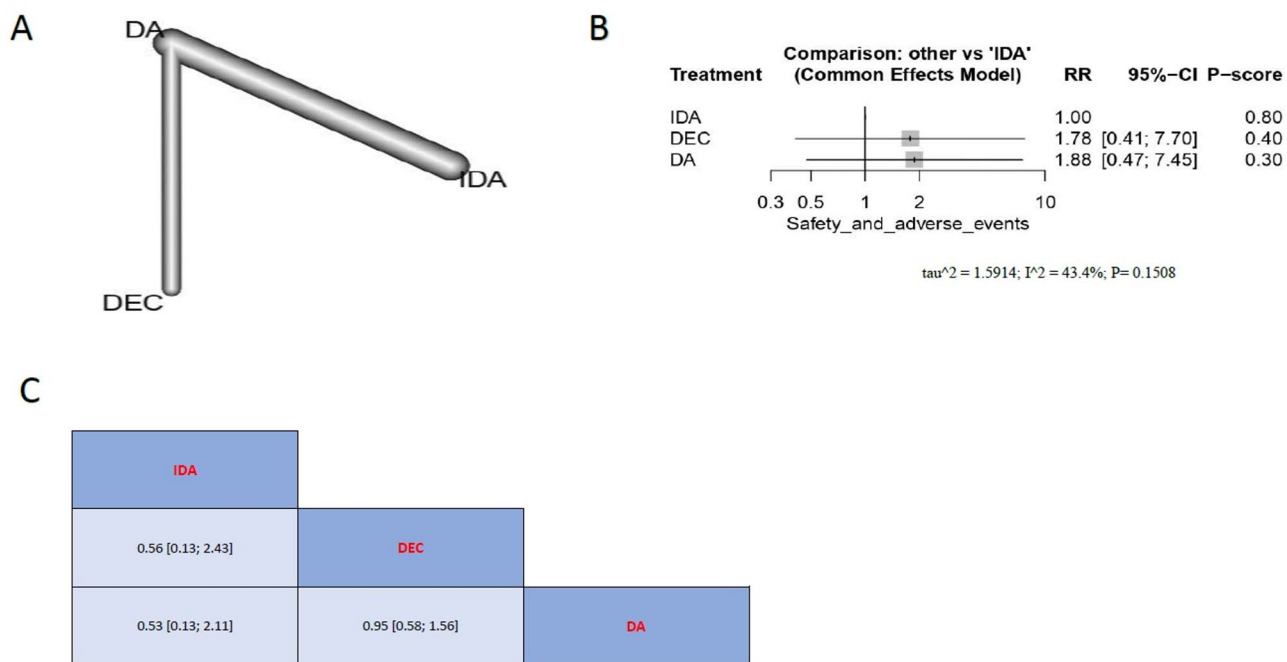 A
DA
IDA
DEC
B
Comparison: other vs 'IDA'
Treatment (Common Effects Model) RR 95%−CI P−score
IDA 1.00 0.80
DEC 1.78 [0.41; 7.70] 0.40
DA 1.88 [0.47; 7.45] 0.30
0.3 0.5 1 2 10
Safety_and_adverse_events
tau^2 = 1.5914; I^2 = 43.4%; P= 0.1508
C
IDA
0.56 [0.13; 2.43] DEC
0.53 [0.13; 2.11] 0.95 [0.58; 1.56] DA